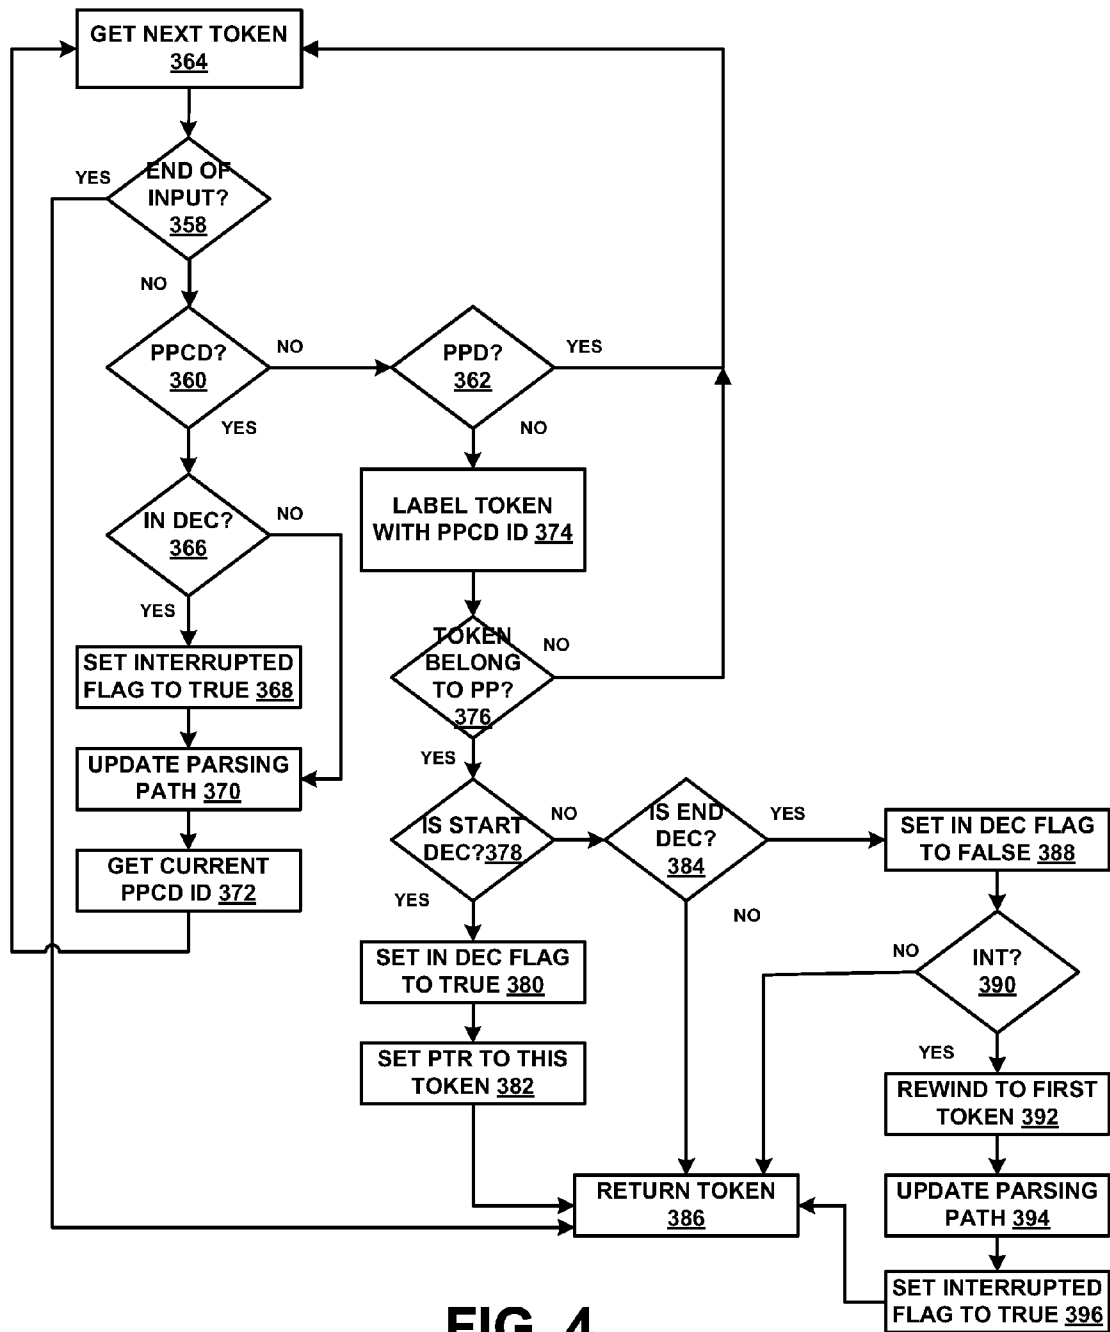 GET NEXT TOKEN
364
END OF
INPUT?
358
YES
NO
PPCD?
360
NO
YES
PPD?
362
YES
NO
IN DEC?
366
NO
YES
LABEL TOKEN
WITH PPCD ID 374
SET INTERRUPTED
FLAG TO TRUE 368
TOKEN
BELONG
TO PP?
376
NO
YES
UPDATE PARSING
PATH 370
GET CURRENT
PPCD ID 372
IS START
DEC?378
NO
YES
IS END
DEC?
384
YES
NO
SET IN DEC FLAG
TO FALSE 388
SET IN DEC FLAG
TO TRUE 380
INT?
390
NO
YES
SET PTR TO THIS
TOKEN 382
REWIND TO FIRST
TOKEN 392
RETURN TOKEN
386
UPDATE PARSING
PATH 394
SET INTERRUPTED
FLAG TO TRUE 396
FIG. 4